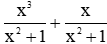 x³/(x² + 1) + x/(x² + 1)